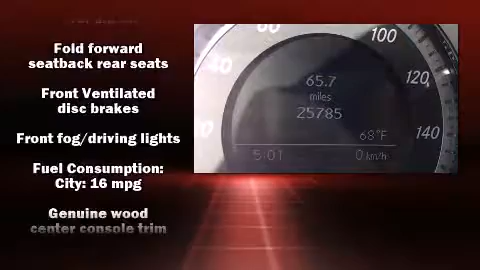 Fold forward
seatback rear seats
Front Ventilated
disc brakes
Front fog/driving lights
Fuel Consumption:
City: 16 mpg
Genuine wood
center console trim
40
100
120
140
65.7
miles
25785
68°F
5:01
0 km/h